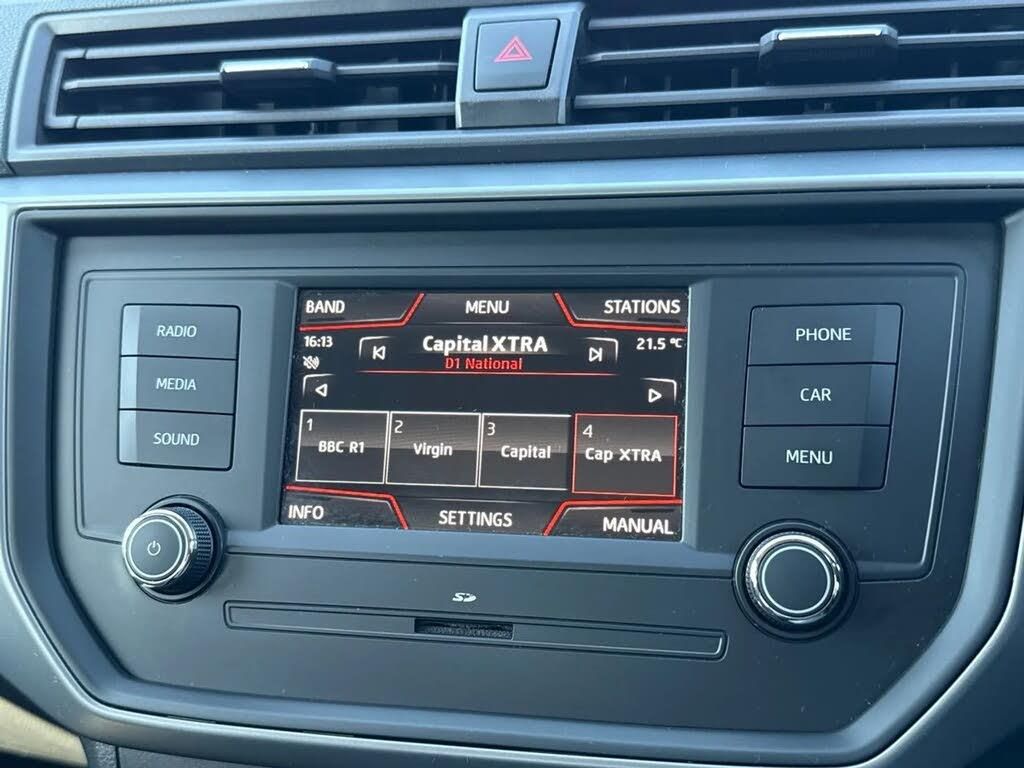 BAND MENU STATIONS
16:13 Capital XTRA 21.5 °C
D1 National
1 BBC R1
2 Virgin
3 Capital
4 Cap XTRA
INFO SETTINGS MANUAL
RADIO
MEDIA
SOUND
PHONE
CAR
MENU
SD